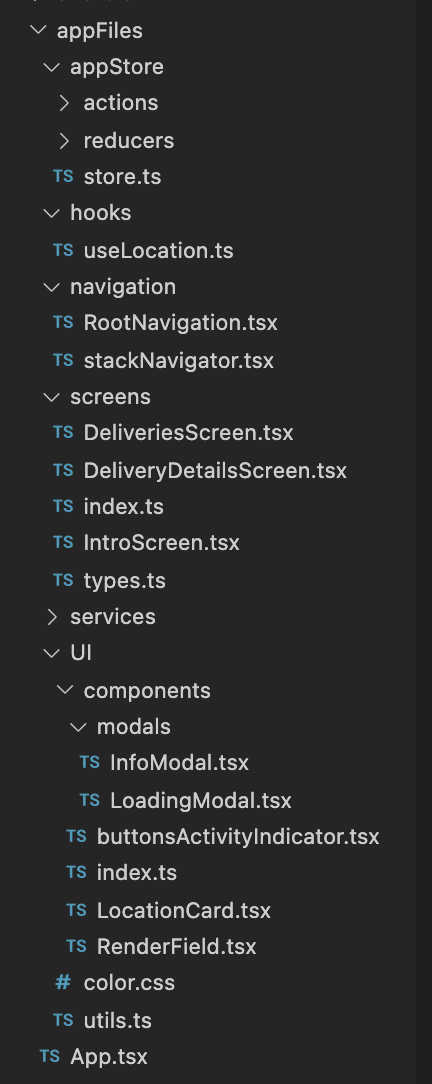 appFiles
appStore
actions
reducers
TS store.ts
hooks
TS useLocation.ts
navigation
TS RootNavigation.tsx
TS stackNavigator.tsx
screens
TS DeliveriesScreen.tsx
TS DeliveryDetailsScreen.tsx
TS index.ts
TS IntroScreen.tsx
TS types.ts
services
UI
components
modals
TS InfoModal.tsx
TS LoadingModal.tsx
TS buttonsActivityIndicator.tsx
TS index.ts
TS LocationCard.tsx
TS RenderField.tsx
# color.css
TS utils.ts
TS App.tsx